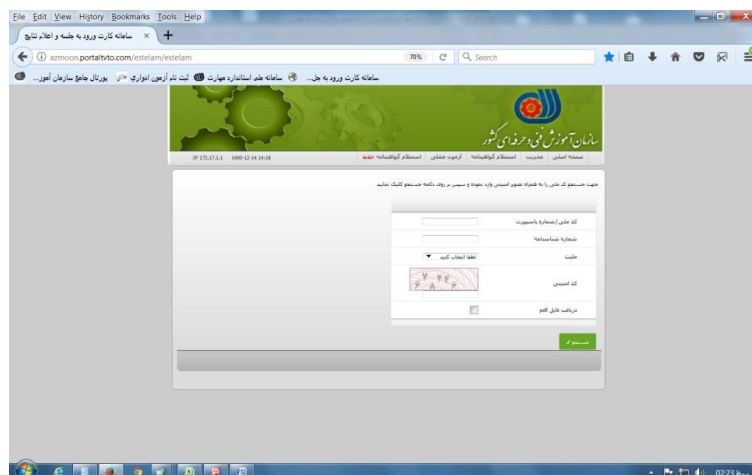 File Edit View History Bookmarks Tools Help
سامانه کارت ورود به جلسه و اعلام نتایج × +
azmoon.portaltvto.com/estelam/estelam 70% Search
سامانه کارت ورود به جل... سامانه ملی استاندارد مهارت ثبت نام آزمون ادواری پورتال جامع سازمان آموز...
سازمان آموزش فنی و حرفه‌ای کشور
صفحه اصلی مدیریت استعلام گواهینامه آزمون عملی استعلام گواهینامه جدید
IP 172.17.1.1 1400-12-14 14:18
جهت جستجو کد ملی را به همراه تصویر امنیتی وارد نموده و سپس بر روی دکمه جستجو کلیک نمایید
کد ملی/شماره پاسپورت
شماره شناسنامه
ملیت لطفا انتخاب کنید
کد امنیتی
دریافت فایل pdf
جستجو
02:23